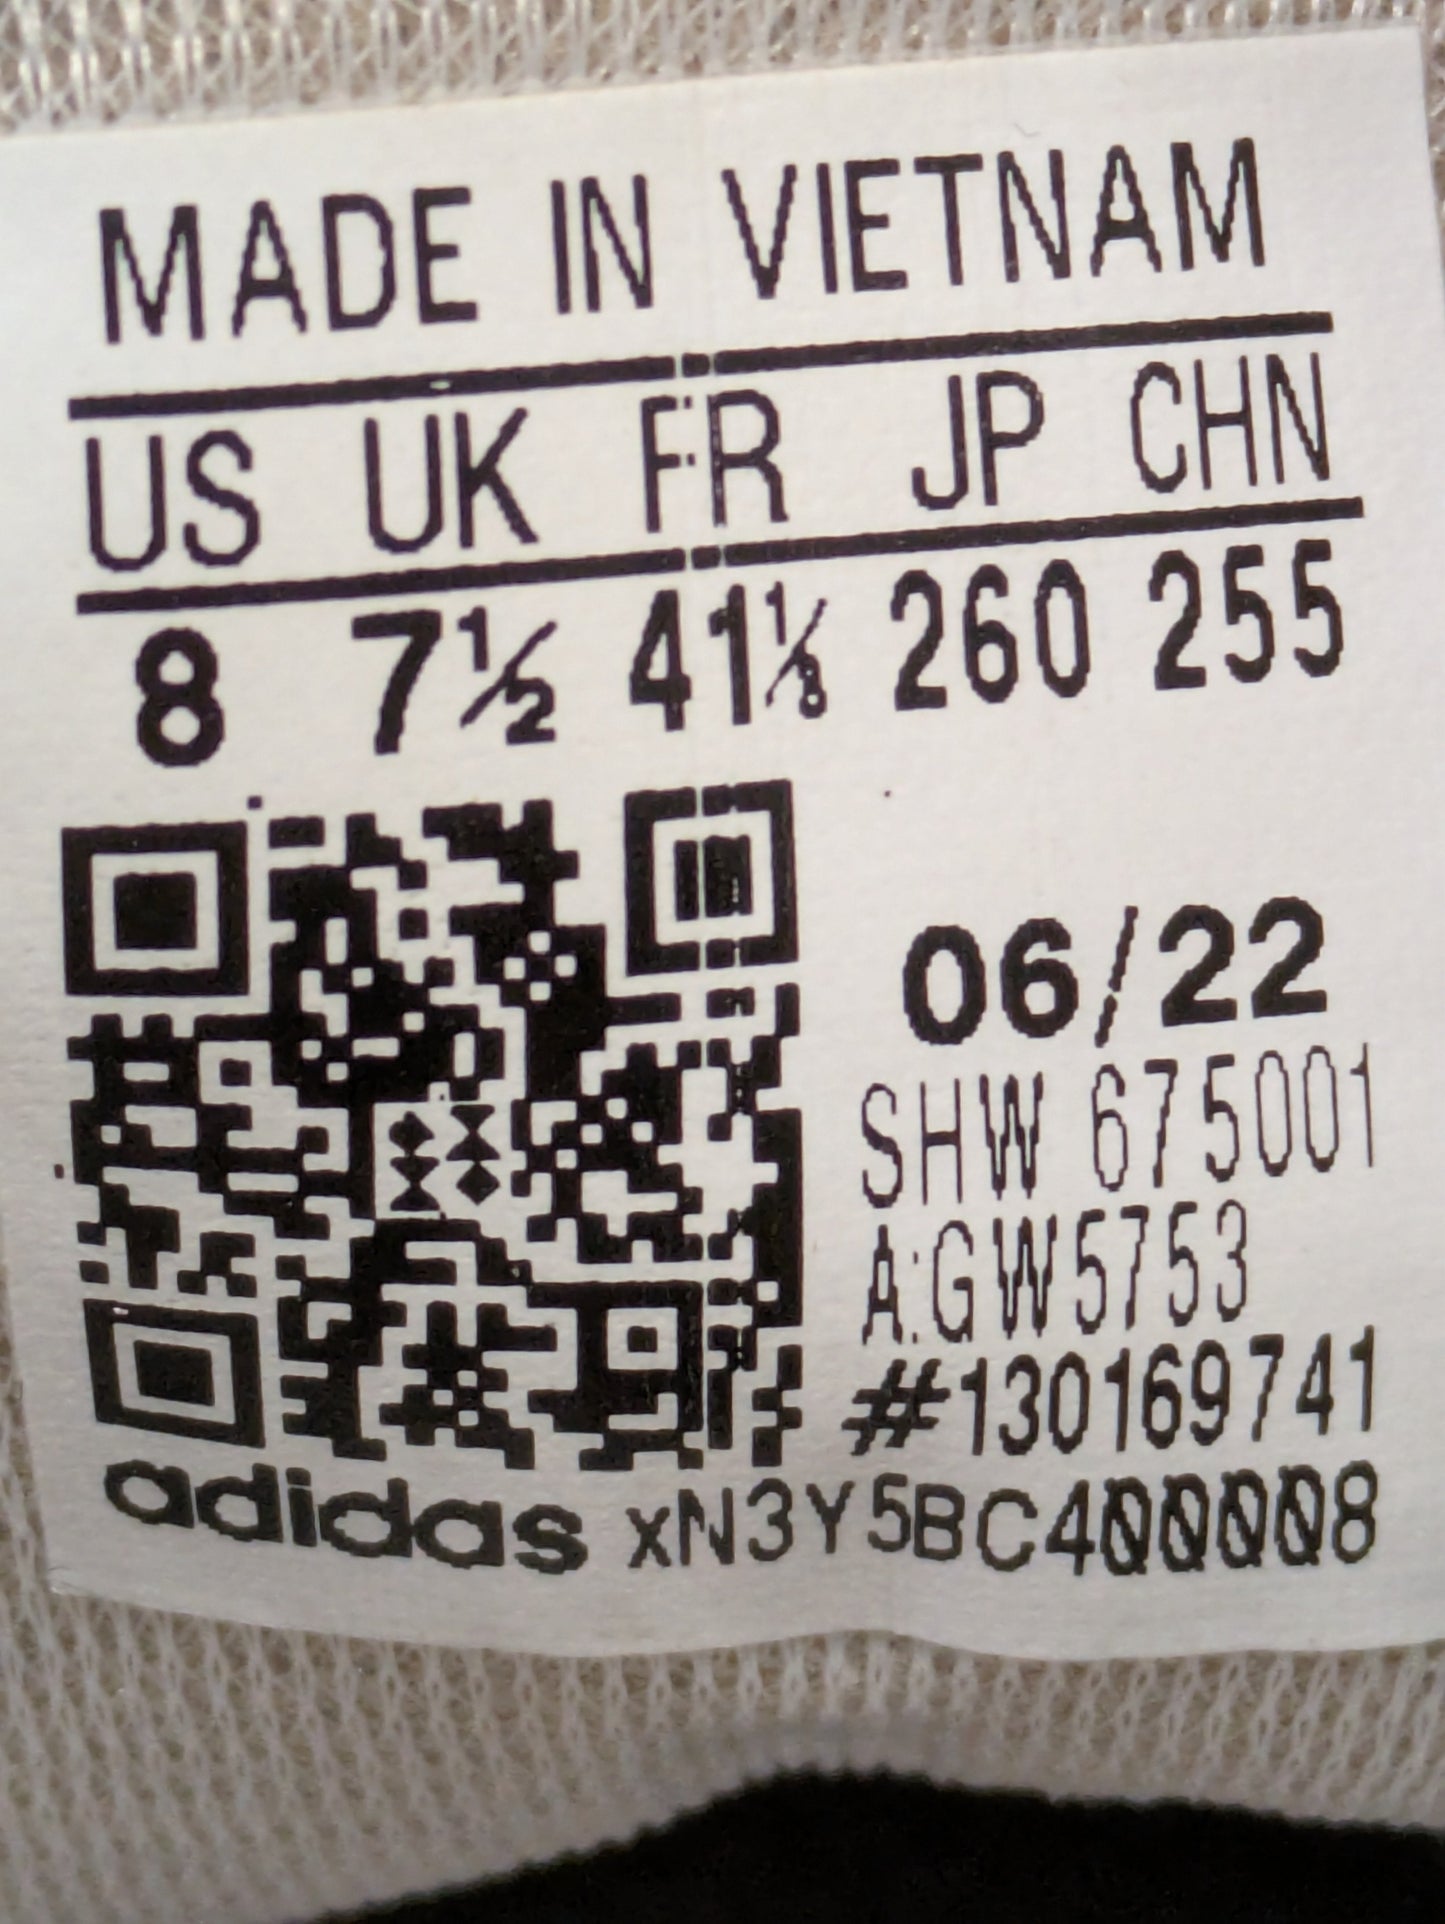 MADE IN VIETNAM
US UK FR JP CHN
8 7½ 41⅓ 260 255
06/22
SHW 675001
A:GW5753
#130169741
adidas xN3Y5BC4000008